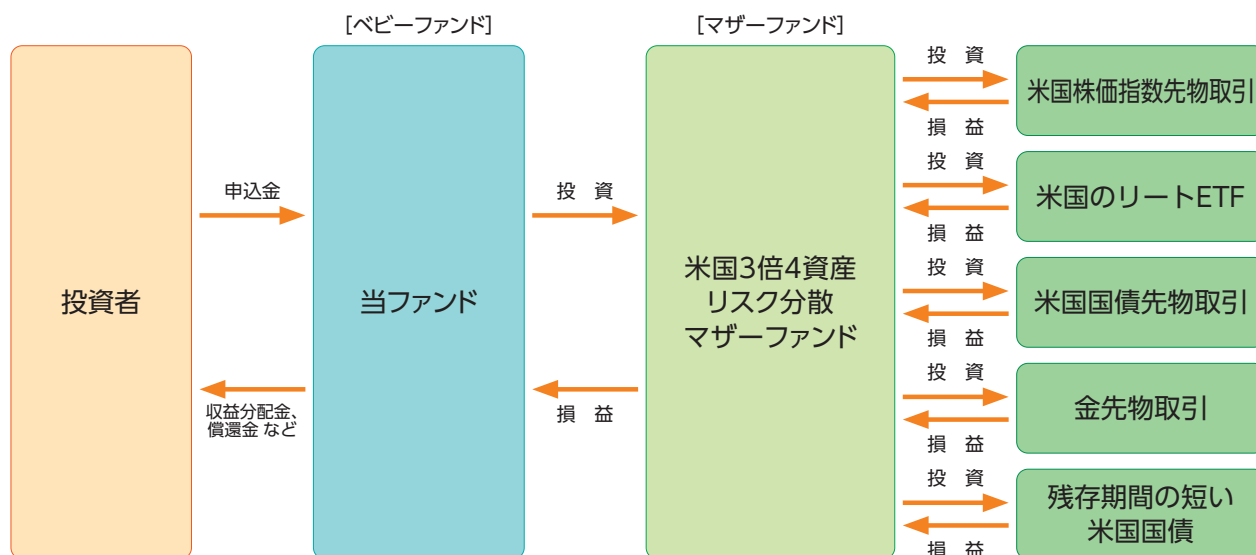 [ベビーファンド]
[マザーファンド]
投資者
申込金
収益分配金、
償還金 など
当ファンド
投 資
損 益
米国3倍4資産
リスク分散
マザーファンド
投 資
損 益
米国株価指数先物取引
投 資
損 益
米国のリートETF
投 資
損 益
米国国債先物取引
投 資
損 益
金先物取引
投 資
損 益
残存期間の短い
米国国債